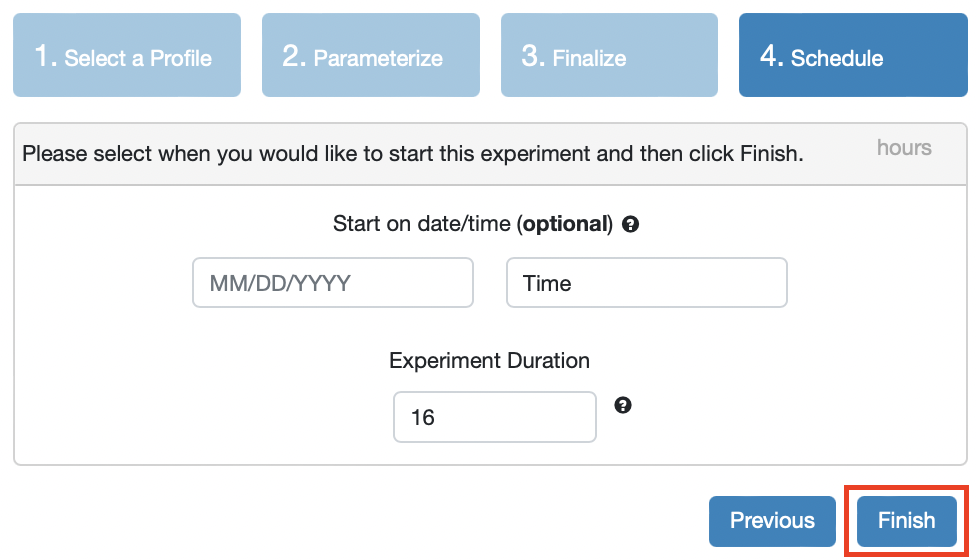 1. Select a Profile
2. Parameterize
3. Finalize
4. Schedule
Please select when you would like to start this experiment and then click Finish.
hours
Start on date/time (optional) ?
MM/DD/YYYY
Time
Experiment Duration
16
?
Previous
Finish